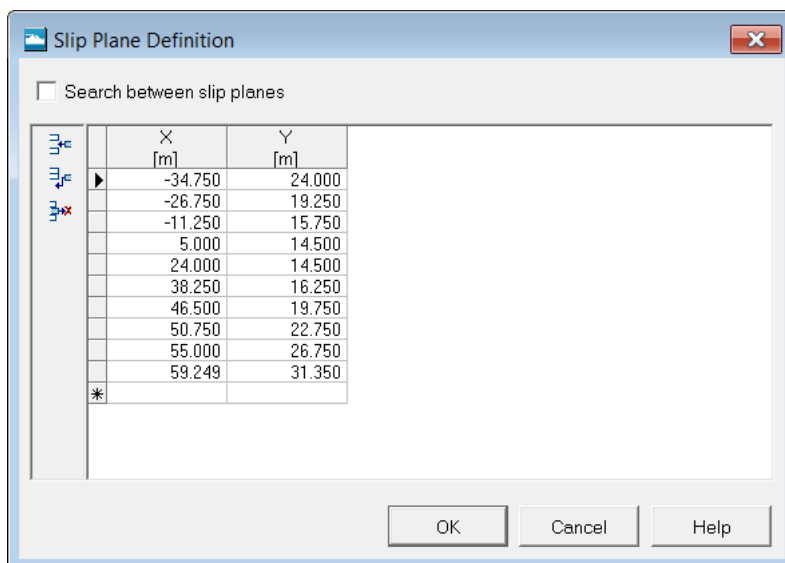 Slip Plane Definition
Search between slip planes
X Y
[m] [m]
-34.750 24.000
-26.750 19.250
-11.250 15.750
5.000 14.500
24.000 14.500
38.250 16.250
46.500 19.750
50.750 22.750
55.000 26.750
59.249 31.350
OK Cancel Help